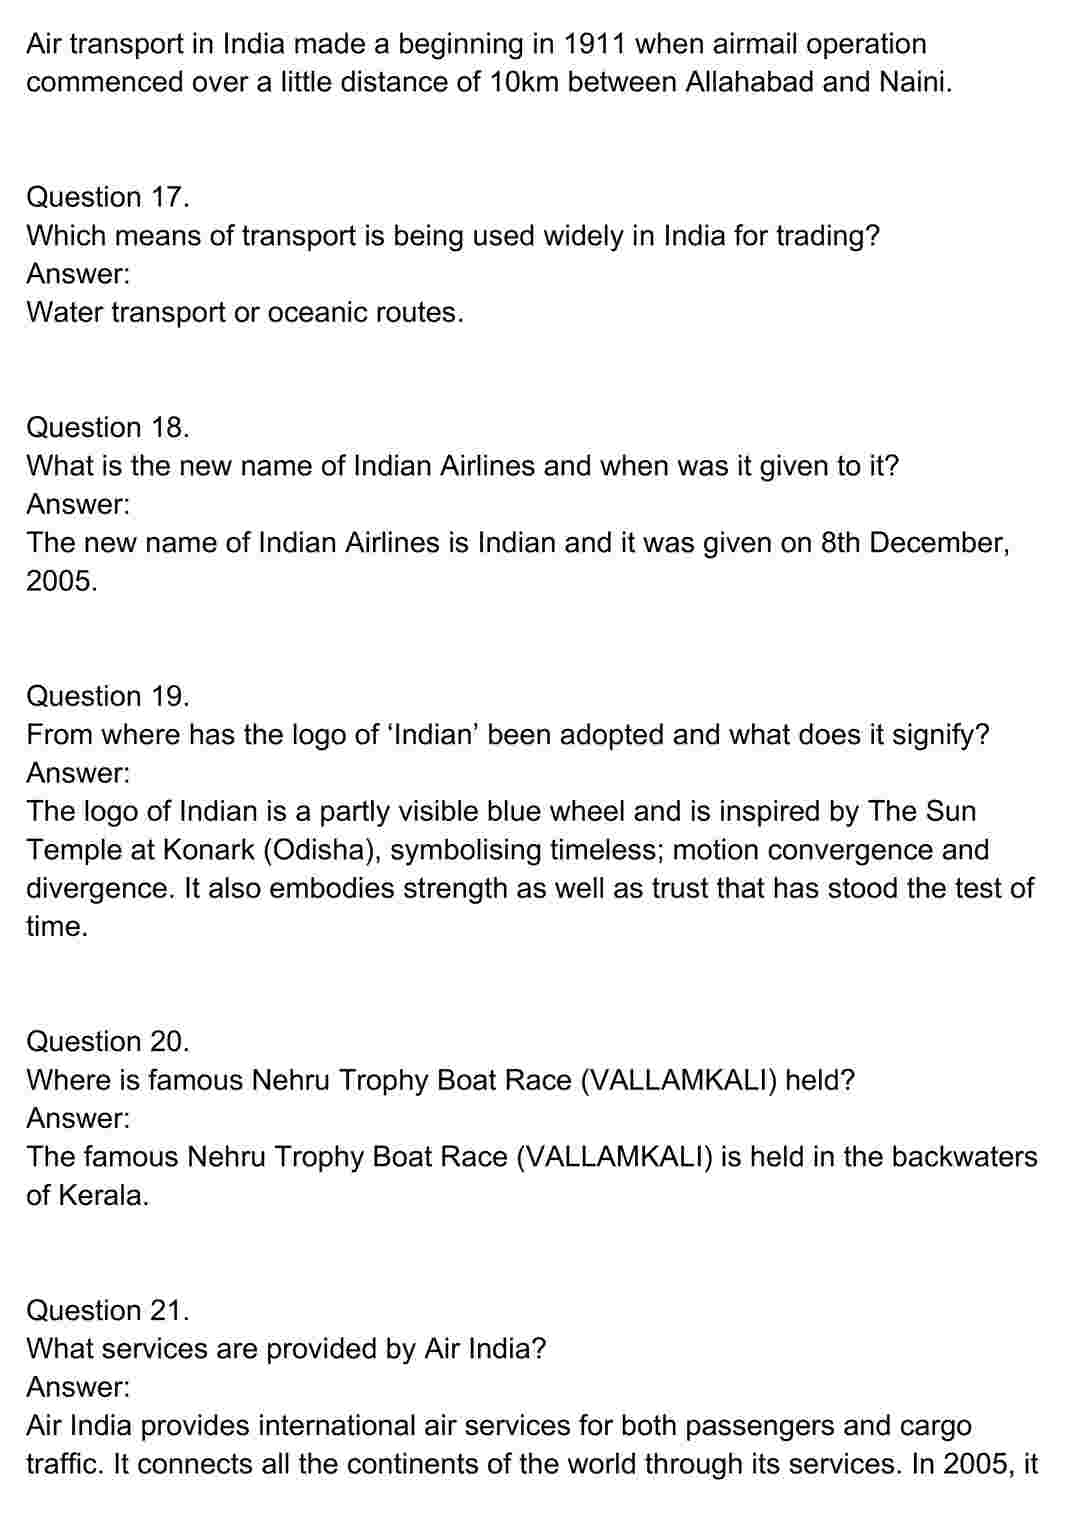 Air transport in India made a beginning in 1911 when airmail operation
commenced over a little distance of 10km between Allahabad and Naini.
Question 17.
Which means of transport is being used widely in India for trading?
Answer:
Water transport or oceanic routes.
Question 18.
What is the new name of Indian Airlines and when was it given to it?
Answer:
The new name of Indian Airlines is Indian and it was given on 8th December,
2005.
Question 19.
From where has the logo of ‘Indian’ been adopted and what does it signify?
Answer:
The logo of Indian is a partly visible blue wheel and is inspired by The Sun
Temple at Konark (Odisha), symbolising timeless; motion convergence and
divergence. It also embodies strength as well as trust that has stood the test of
time.
Question 20.
Where is famous Nehru Trophy Boat Race (VALLAMKALI) held?
Answer:
The famous Nehru Trophy Boat Race (VALLAMKALI) is held in the backwaters
of Kerala.
Question 21.
What services are provided by Air India?
Answer:
Air India provides international air services for both passengers and cargo
traffic. It connects all the continents of the world through its services. In 2005, it